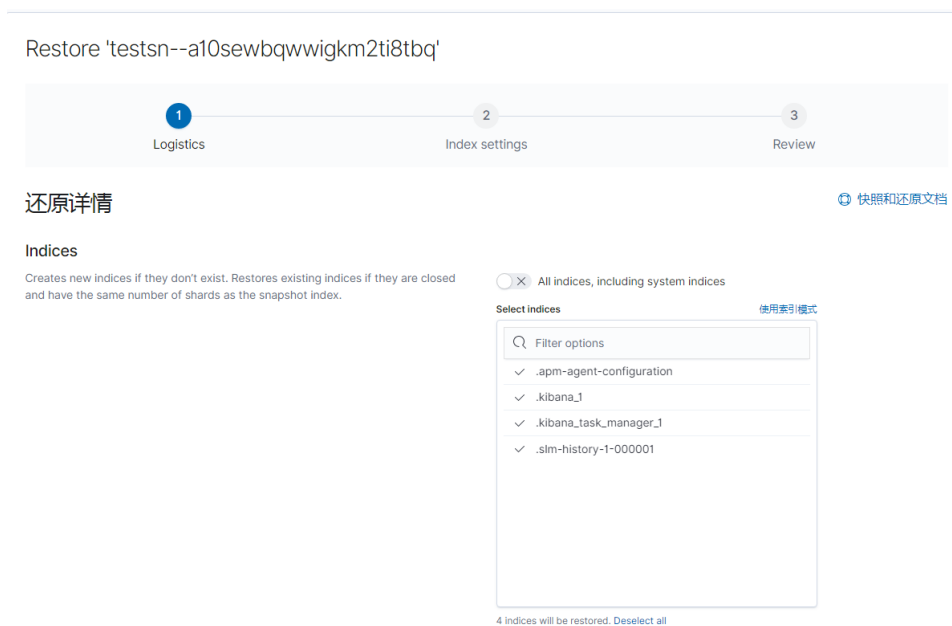 Restore 'testsn--a10sewbqwwigkm2ti8tbq'
1
2
3
Logistics
Index settings
Review
还原详情
快照和还原文档
Indices
Creates new indices if they don't exist. Restores existing indices if they are closed
and have the same number of shards as the snapshot index.
All indices, including system indices
Select indices
使用索引模式
Filter options
.apm-agent-configuration
.kibana_1
.kibana_task_manager_1
.slm-history-1-000001
4 indices will be restored. Deselect all